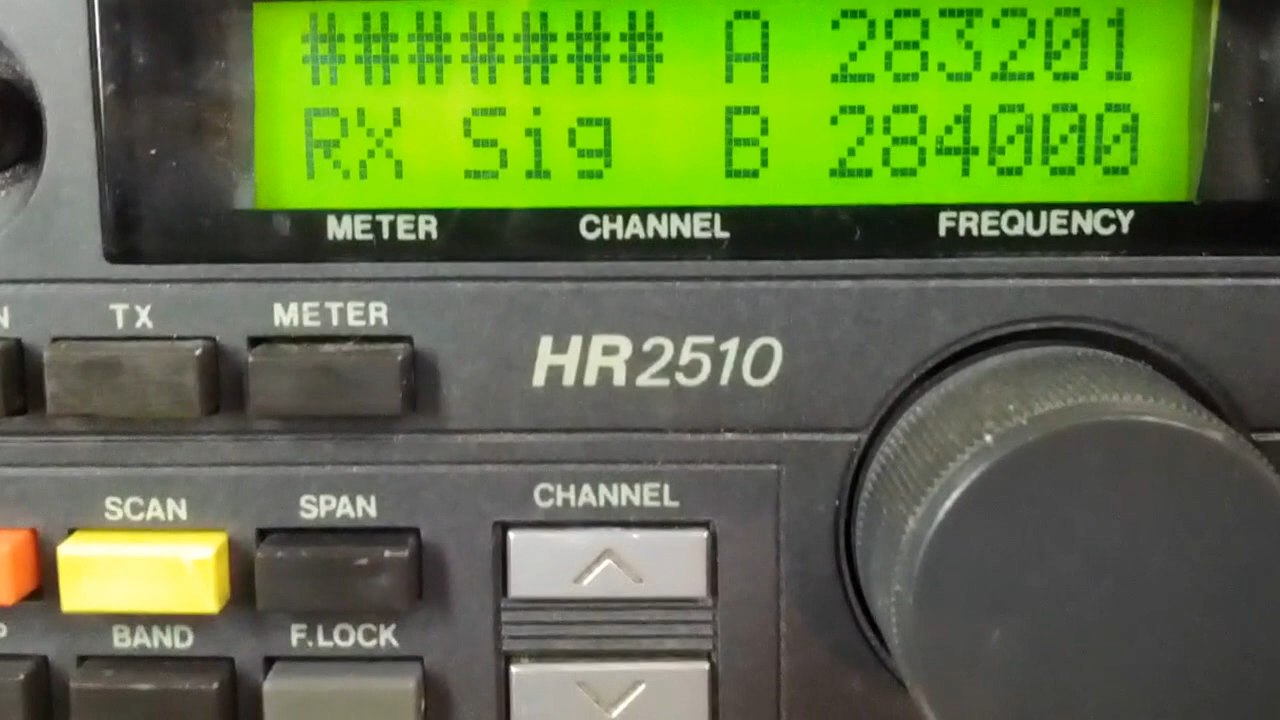 ####### A 283201
RX Sig B 284000
METER CHANNEL FREQUENCY
TX METER
HR2510
SCAN SPAN CHANNEL
BAND F.LOCK